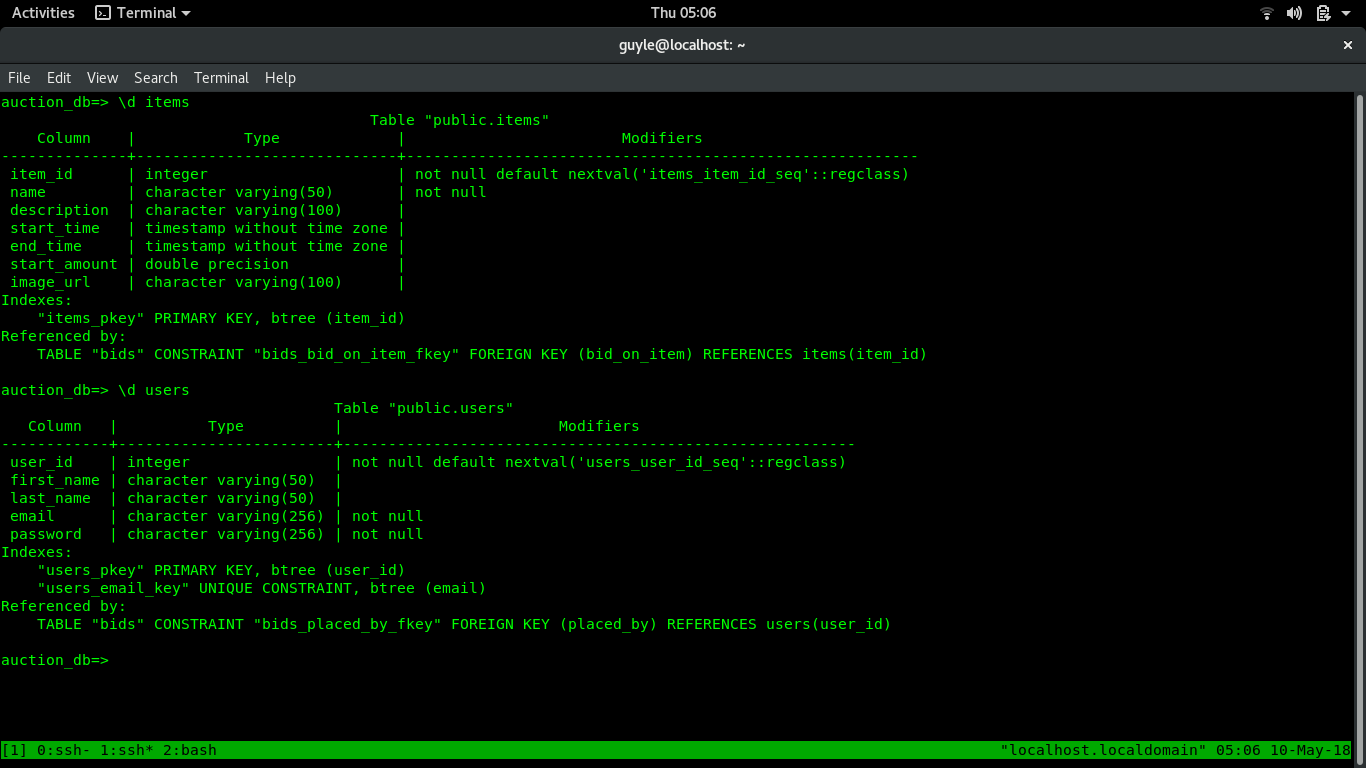 Activities Terminal Thu 05:06
guyle@localhost: ~ ×
File Edit View Search Terminal Help
auction_db=> \d items
                                         Table "public.items"
    Column    |            Type             |                        Modifiers
--------------+-----------------------------+---------------------------------------------------------
 item_id      | integer                     | not null default nextval('items_item_id_seq'::regclass)
 name         | character varying(50)       | not null
 description  | character varying(100)      |
 start_time   | timestamp without time zone |
 end_time     | timestamp without time zone |
 start_amount | double precision            |
 image_url    | character varying(100)      |
Indexes:
    "items_pkey" PRIMARY KEY, btree (item_id)
Referenced by:
    TABLE "bids" CONSTRAINT "bids_bid_on_item_fkey" FOREIGN KEY (bid_on_item) REFERENCES items(item_id)
auction_db=> \d users
                                     Table "public.users"
   Column   |          Type          |                        Modifiers
------------+------------------------+---------------------------------------------------------
 user_id    | integer                | not null default nextval('users_user_id_seq'::regclass)
 first_name | character varying(50)  |
 last_name  | character varying(50)  |
 email      | character varying(256) | not null
 password   | character varying(256) | not null
Indexes:
    "users_pkey" PRIMARY KEY, btree (user_id)
    "users_email_key" UNIQUE CONSTRAINT, btree (email)
Referenced by:
    TABLE "bids" CONSTRAINT "bids_placed_by_fkey" FOREIGN KEY (placed_by) REFERENCES users(user_id)
auction_db=>
[1] 0:ssh- 1:ssh* 2:bash "localhost.localdomain" 05:06 10-May-18